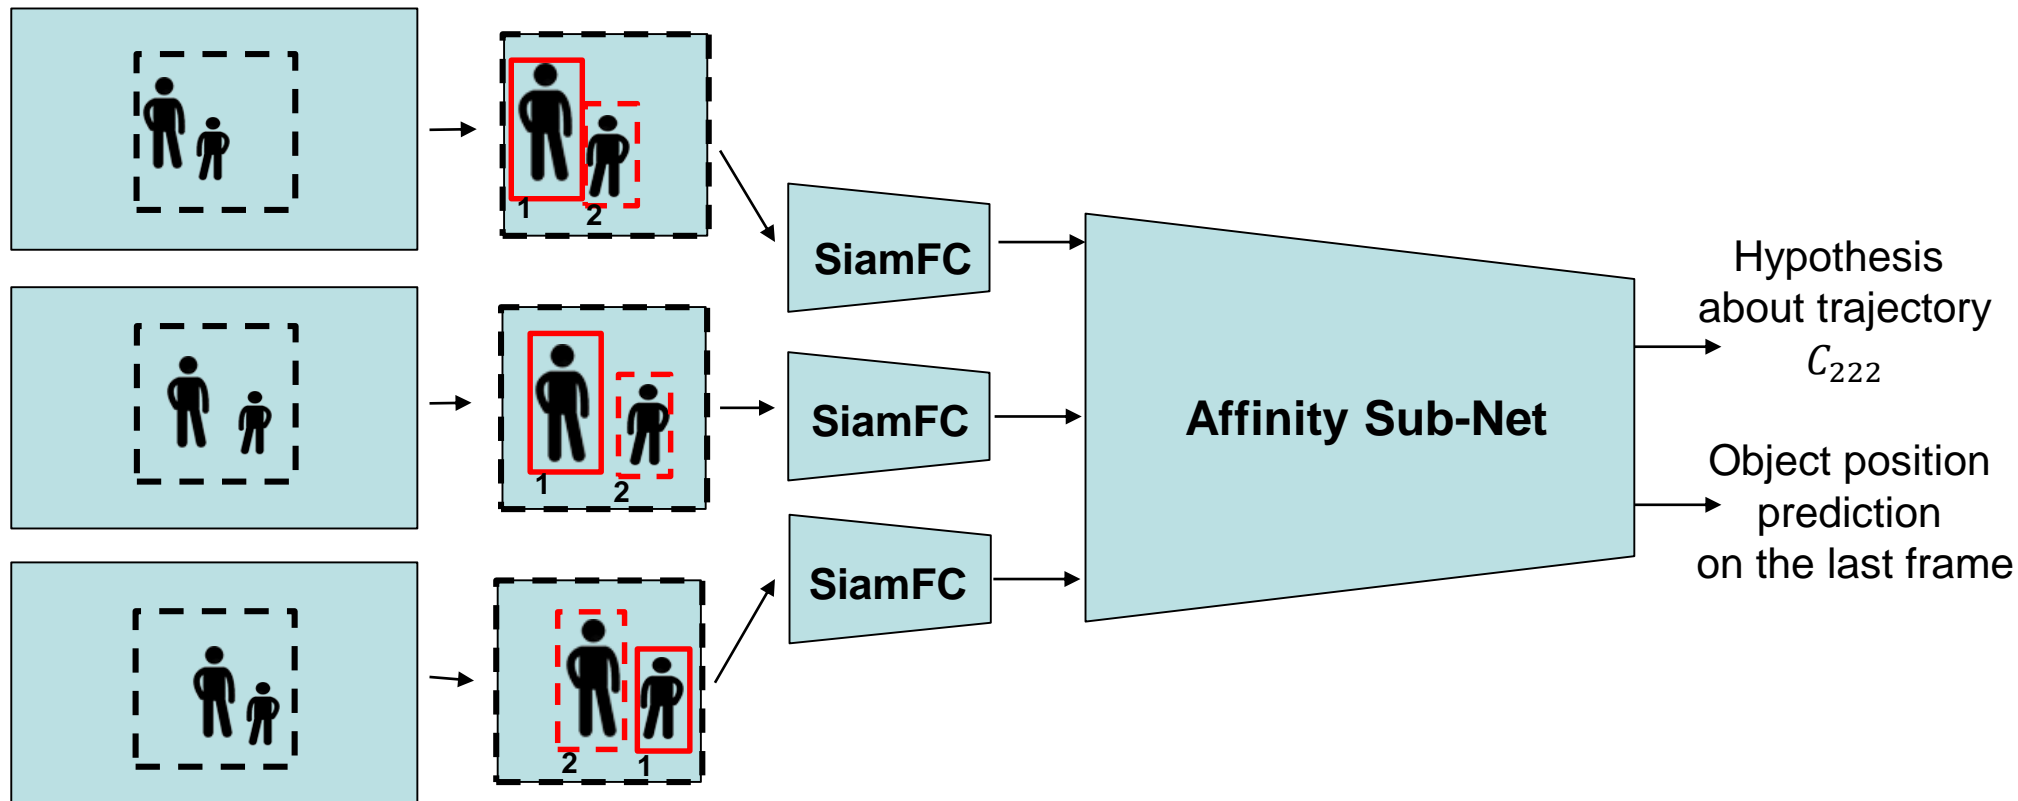 1
2
SiamFC
1
2
SiamFC
2
1
SiamFC
Affinity Sub-Net
Hypothesis
about trajectory
C₂₂₂
Object position
prediction
on the last frame